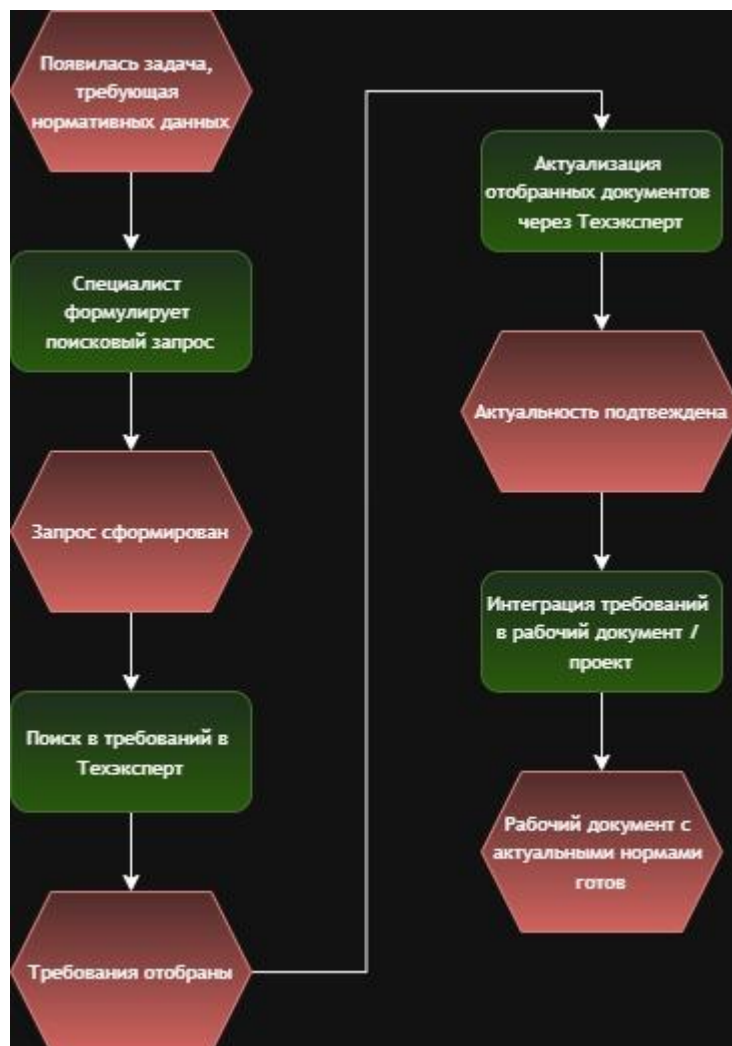 Появилась задача,
требующая
нормативных данных
Специалист
формулирует
поисковый запрос
Запрос сформирован
Поиск в требований в
Техэксперт
Требования отобраны
Актуализация
отобранных документов
через Техэксперт
Актуальность подтвеждена
Интеграция требований
в рабочий документ /
проект
Рабочий документ с
актуальными нормами
готов